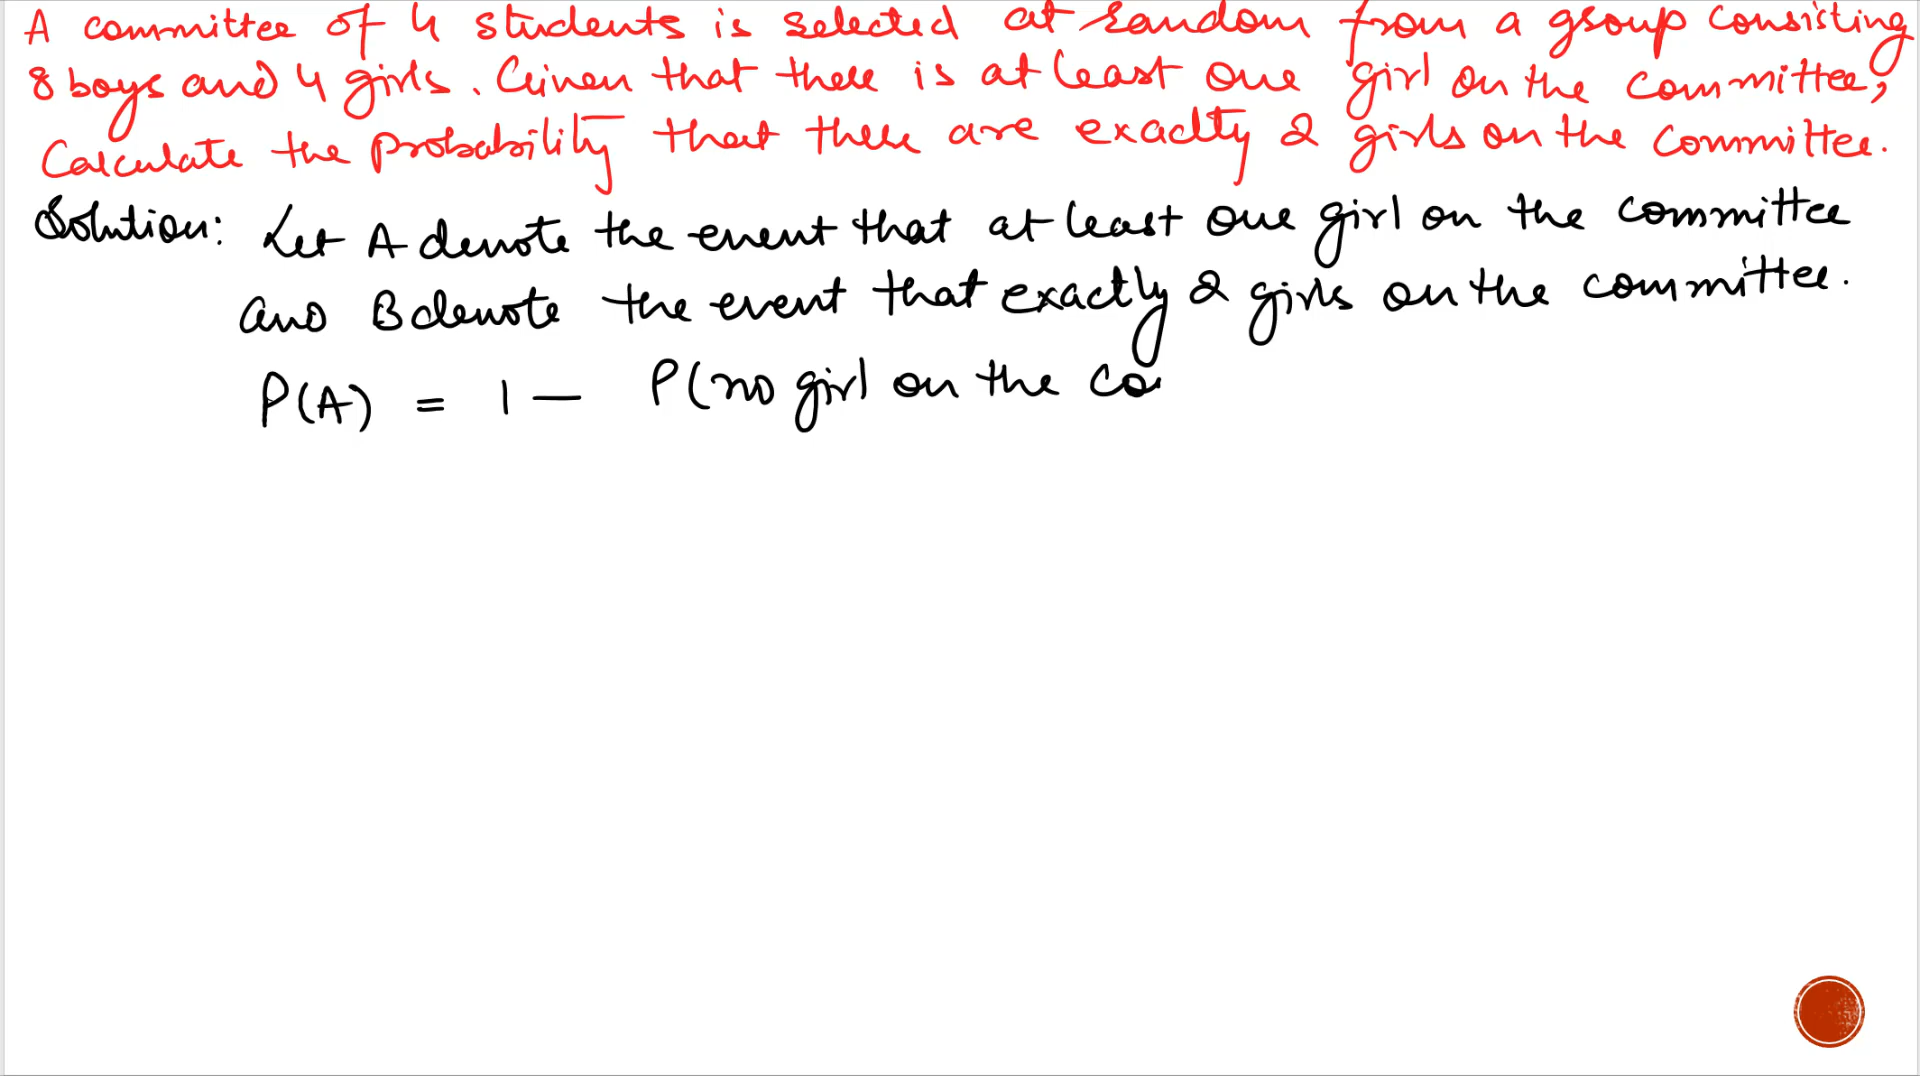 A committee of 4 students is selected at random from a group consisting
8 boys and 4 girls. Given that there is at least one girl on the committee,
Calculate the probability that there are exactly 2 girls on the committee.
Solution: Let A denote the event that at least one girl on the committee
and B denote the event that exactly 2 girls on the committee.
P(A) = 1 - P(no girl on the co